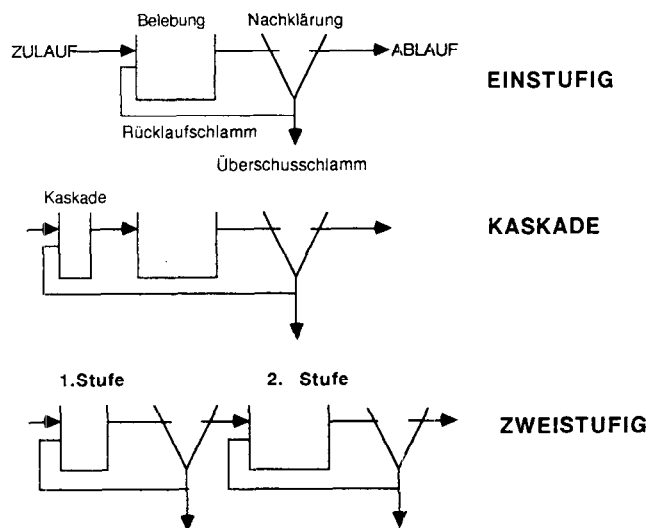 Belebung Nachklärung
ZULAUF ABLAUF
EINSTUFIG
Rücklaufschlamm
Überschusschlamm
Kaskade
KASKADE
1.Stufe 2. Stufe
ZWEISTUFIG